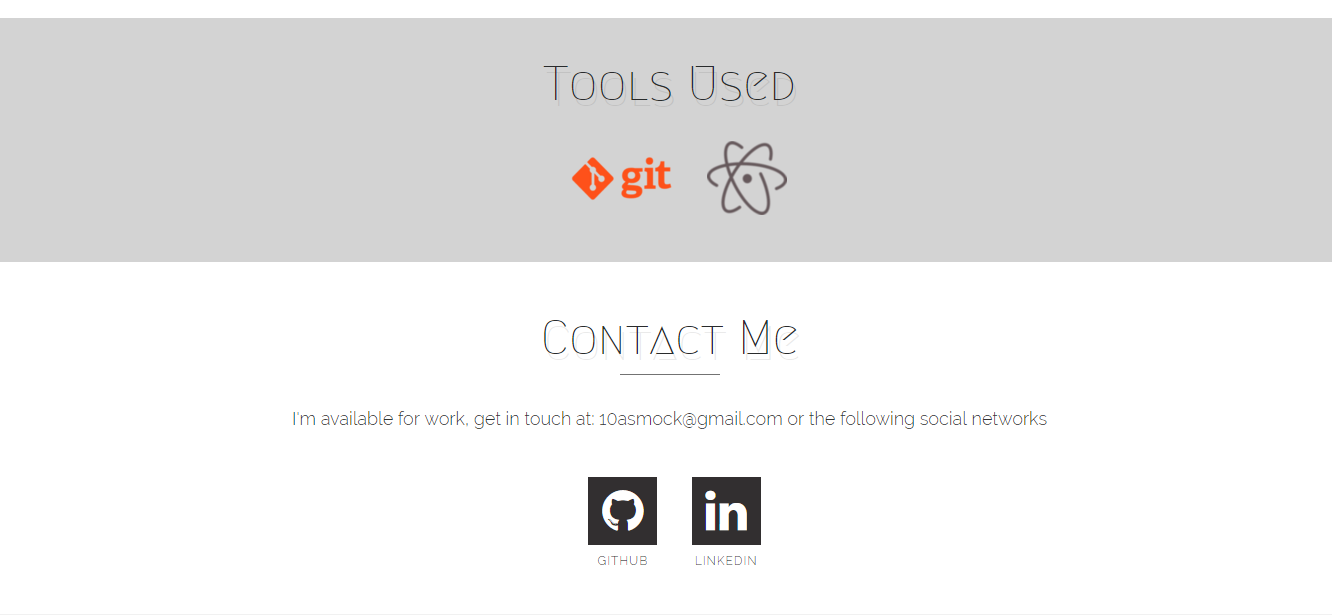 Tools Used
git
Contact Me
I'm available for work, get in touch at: 10asmock@gmail.com or the following social networks
in
GITHUB LINKEDIN